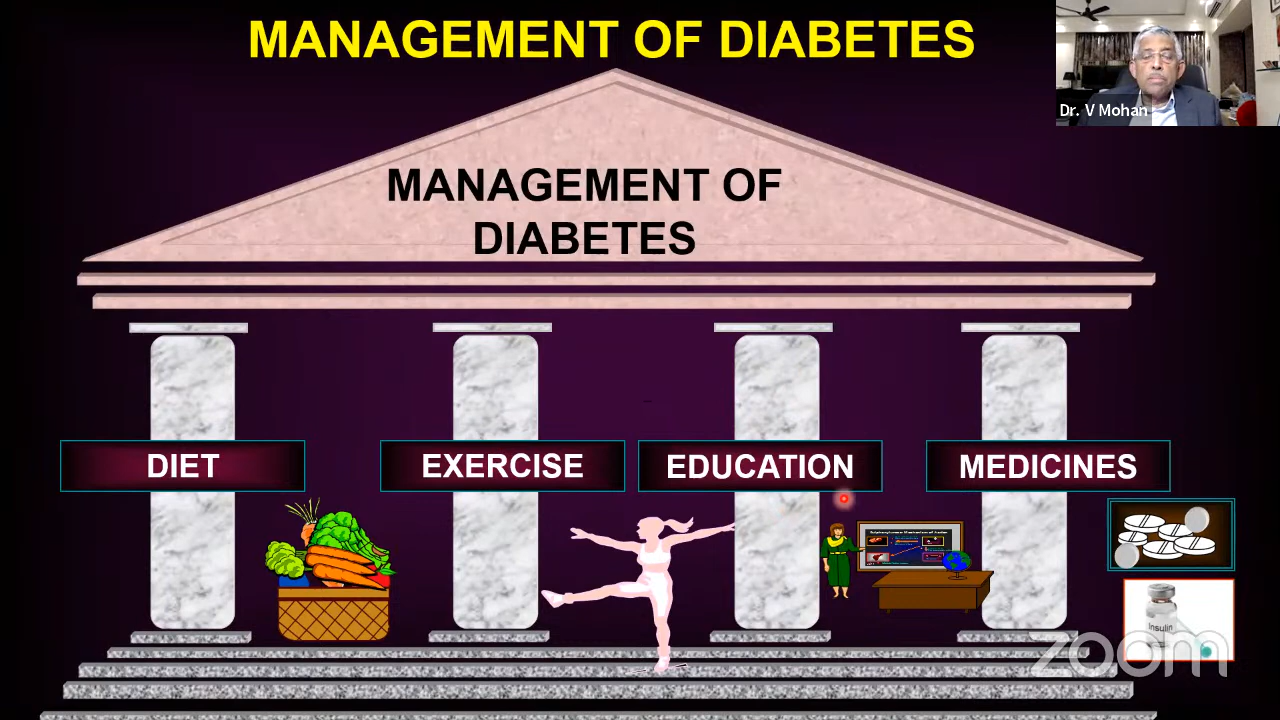 MANAGEMENT OF DIABETES
Dr. V Mohan
MANAGEMENT OF
DIABETES
DIET
EXERCISE
EDUCATION
MEDICINES
Insulin
zoom